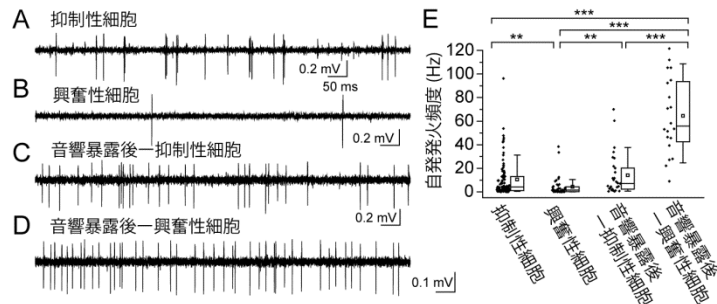 A
抑制性細胞
0.2 mV
50 ms
B
興奮性細胞
0.2 mV
C
音響暴露後－抑制性細胞
0.2 mV
D
音響暴露後－興奮性細胞
0.1 mV
E
***
***
** ** ***
自発発火頻度 (Hz)
120
100
80
60
40
20
0
抑制性細胞
興奮性細胞
音響暴露後
－抑制性細胞
音響暴露後
－興奮性細胞